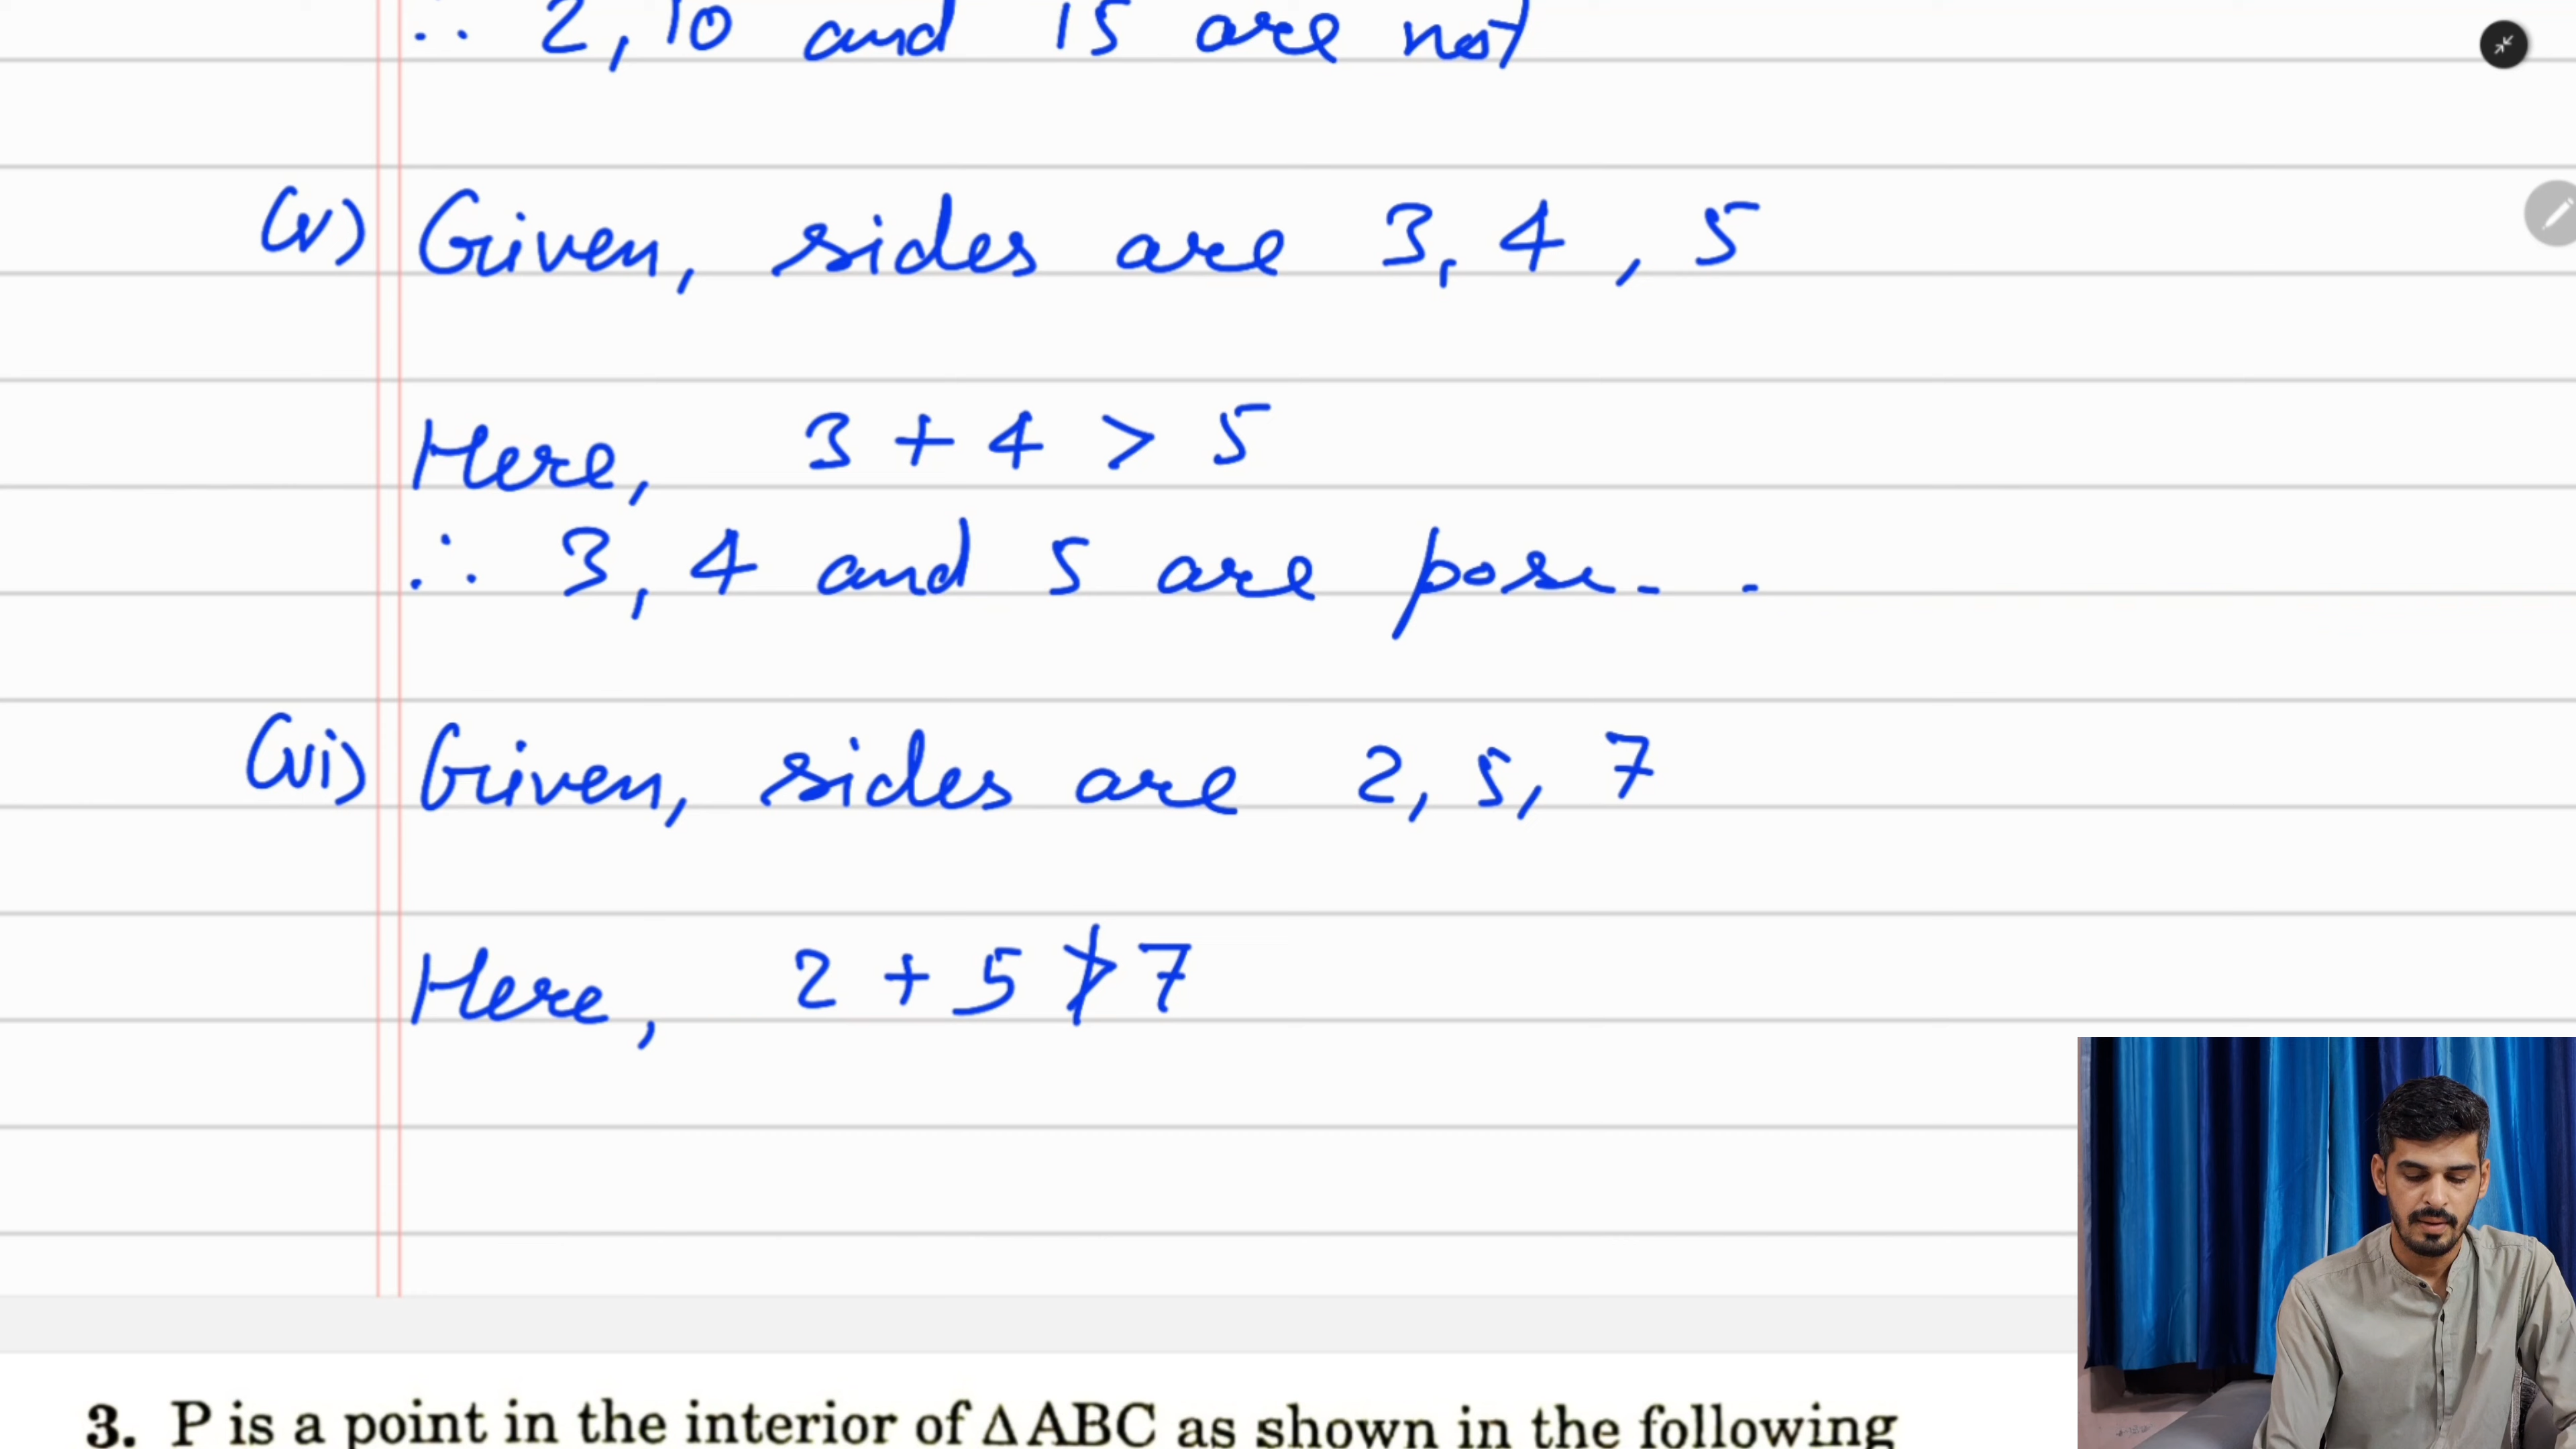 ∴ 2, 10 and 15 are not
(v) Given, sides are 3, 4, 5
Here, 3 + 4 > 5
∴ 3, 4 and 5 are poss- -
(vi) Given, sides are 2, 5, 7
Here, 2 + 5 ≯ 7
3. P is a point in the interior of ΔABC as shown in the following